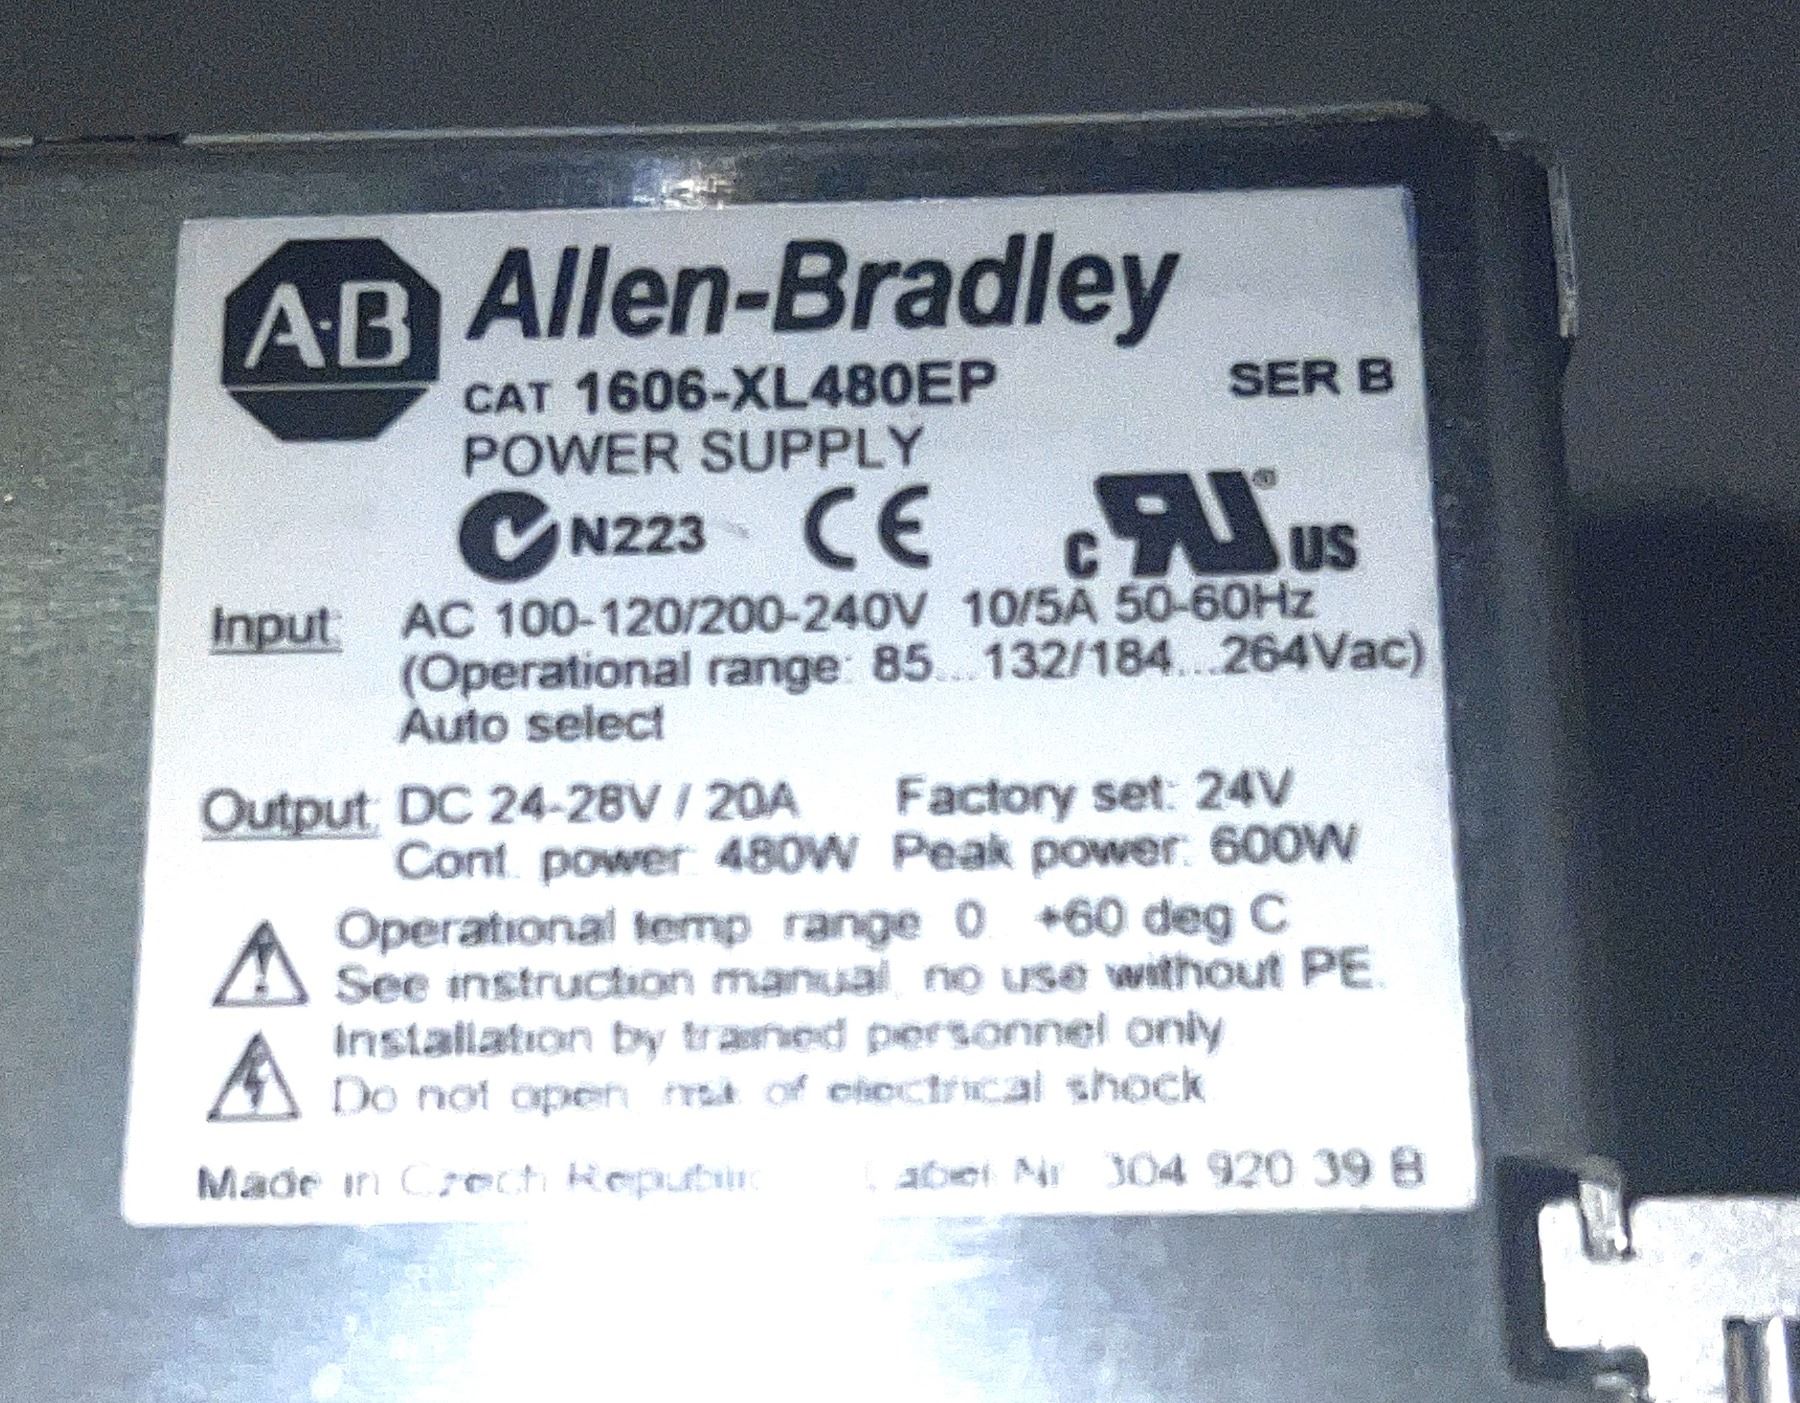 A·B Allen-Bradley
CAT 1606-XL480EP SER B
POWER SUPPLY
N223 CE c RU ® US
Input: AC 100-120/200-240V 10/5A 50-60Hz
(Operational range: 85...132/184...264Vac)
Auto select
Output: DC 24-28V / 20A Factory set: 24V
Cont. power: 480W Peak power: 600W
Operational temp. range 0 +60 deg C
See instruction manual, no use without PE.
Installation by trained personnel only
Do not open risk of electrical shock
Made in Czech Republic Label Nr 304 920 39 B